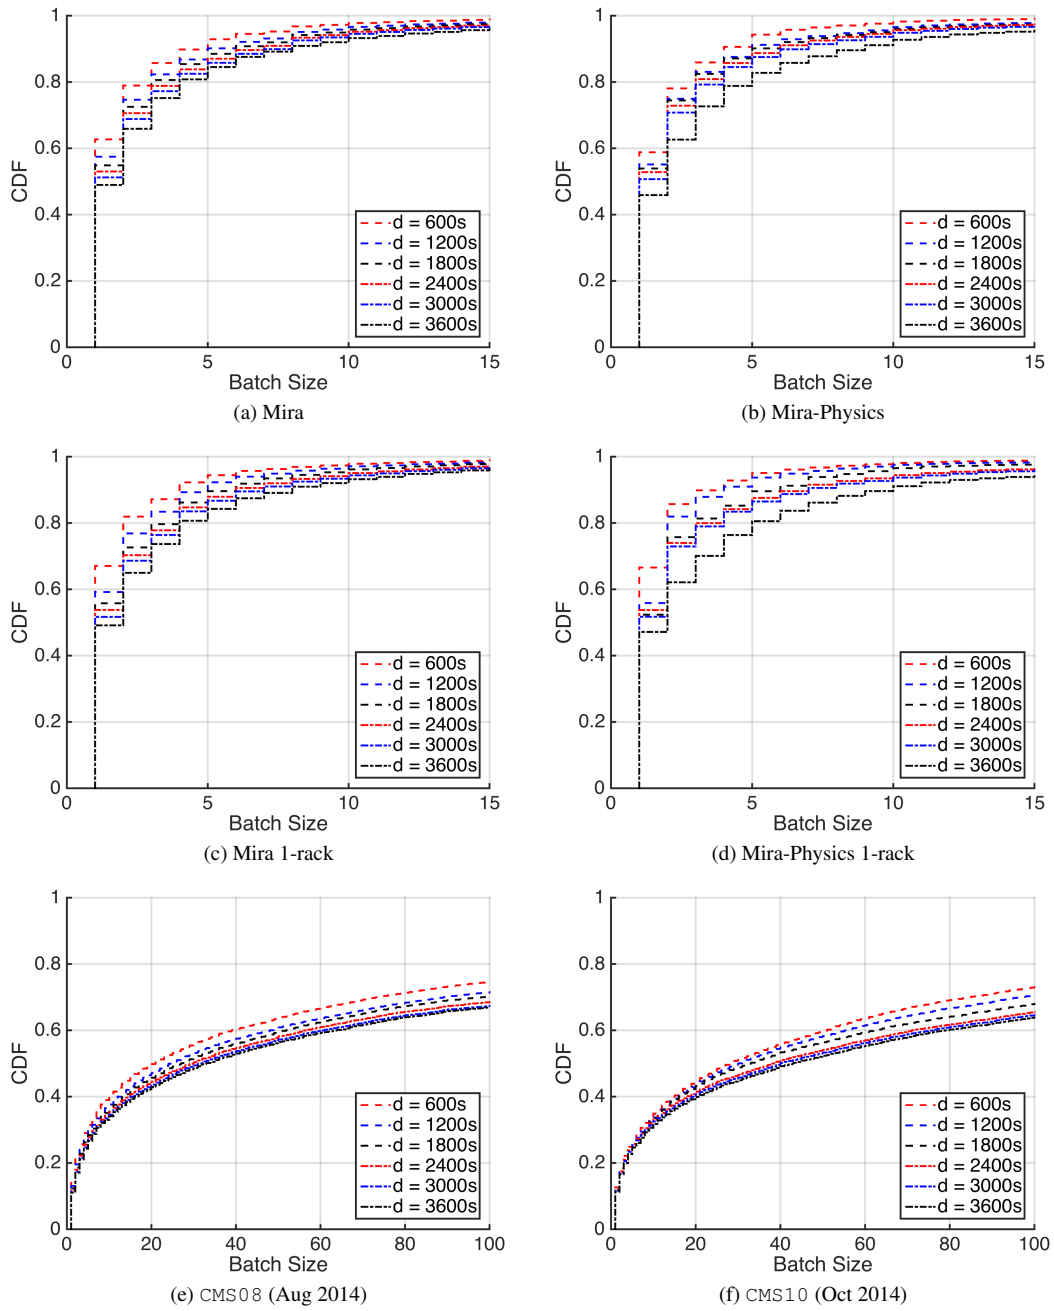 1
0.8
0.6
0.4
0.2
0
CDF
d = 600s
d = 1200s
d = 1800s
d = 2400s
d = 3000s
d = 3600s
0 5 10 15
Batch Size
(a) Mira
1
0.8
0.6
0.4
0.2
0
CDF
d = 600s
d = 1200s
d = 1800s
d = 2400s
d = 3000s
d = 3600s
0 5 10 15
Batch Size
(b) Mira-Physics
1
0.8
0.6
0.4
0.2
0
CDF
d = 600s
d = 1200s
d = 1800s
d = 2400s
d = 3000s
d = 3600s
0 5 10 15
Batch Size
(c) Mira 1-rack
1
0.8
0.6
0.4
0.2
0
CDF
d = 600s
d = 1200s
d = 1800s
d = 2400s
d = 3000s
d = 3600s
0 5 10 15
Batch Size
(d) Mira-Physics 1-rack
1
0.8
0.6
0.4
0.2
0
CDF
d = 600s
d = 1200s
d = 1800s
d = 2400s
d = 3000s
d = 3600s
0 20 40 60 80 100
Batch Size
(e) CMS08 (Aug 2014)
1
0.8
0.6
0.4
0.2
0
CDF
d = 600s
d = 1200s
d = 1800s
d = 2400s
d = 3000s
d = 3600s
0 20 40 60 80 100
Batch Size
(f) CMS10 (Oct 2014)